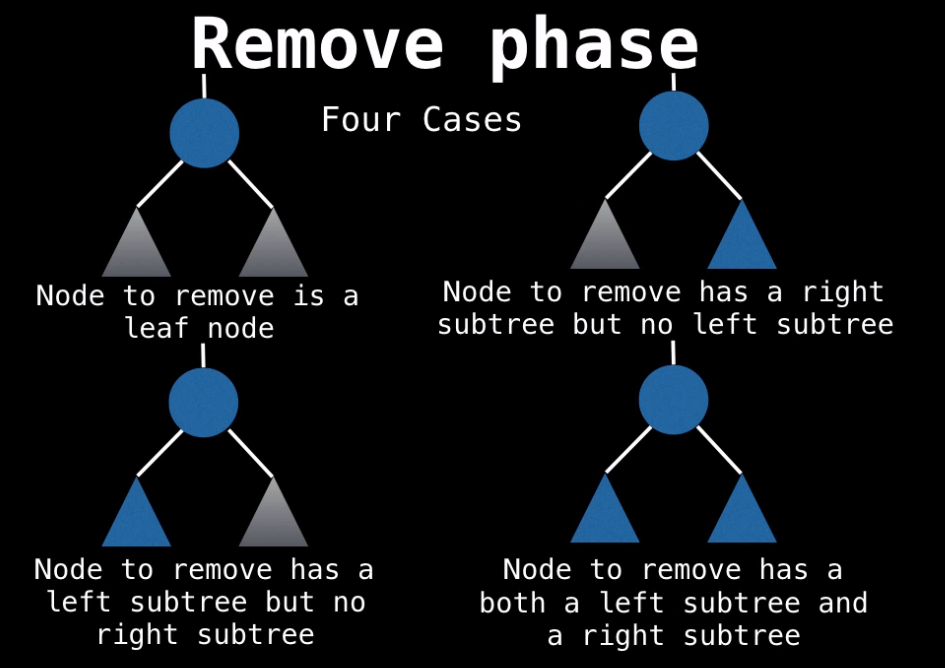 Remove phase
Four Cases
Node to remove is a
leaf node
Node to remove has a right
subtree but no left subtree
Node to remove has a
left subtree but no
right subtree
Node to remove has a
both a left subtree and
a right subtree